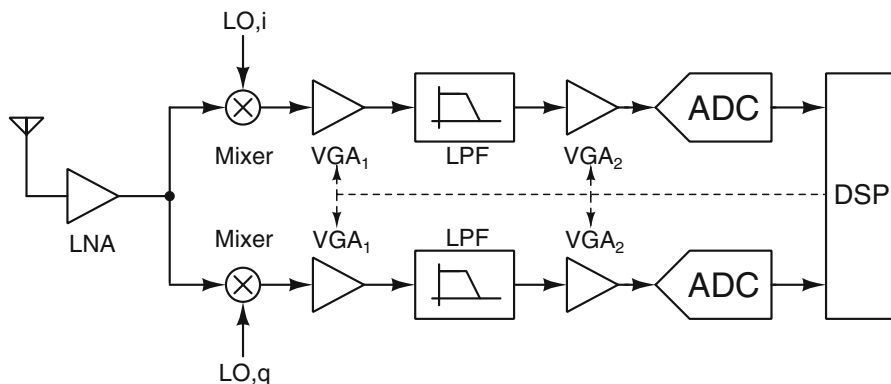 LO,i
ADC
Mixer
VGA₁
LPF
VGA₂
DSP
LNA
Mixer
VGA₁
LPF
VGA₂
ADC
LO,q